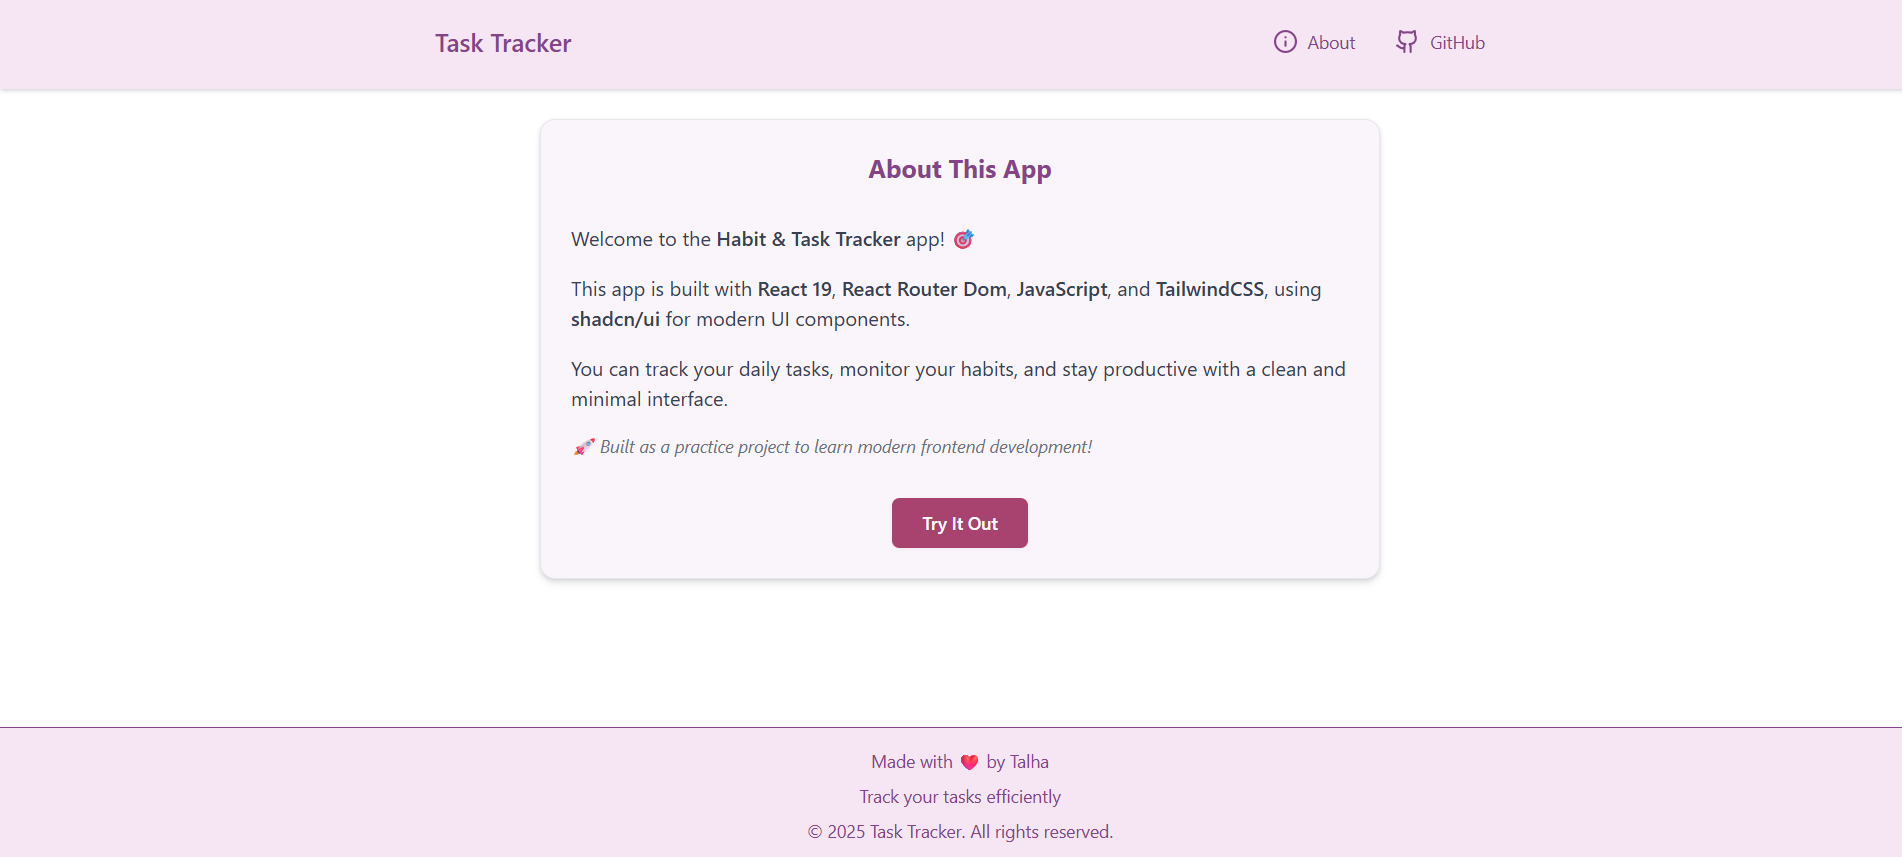 Task Tracker
About
GitHub
About This App
Welcome to the Habit & Task Tracker app! 🎯
This app is built with React 19, React Router Dom, JavaScript, and TailwindCSS, using
shadcn/ui for modern UI components.
You can track your daily tasks, monitor your habits, and stay productive with a clean and
minimal interface.
🚀 Built as a practice project to learn modern frontend development!
Try It Out
Made with ❤️ by Talha
Track your tasks efficiently
© 2025 Task Tracker. All rights reserved.